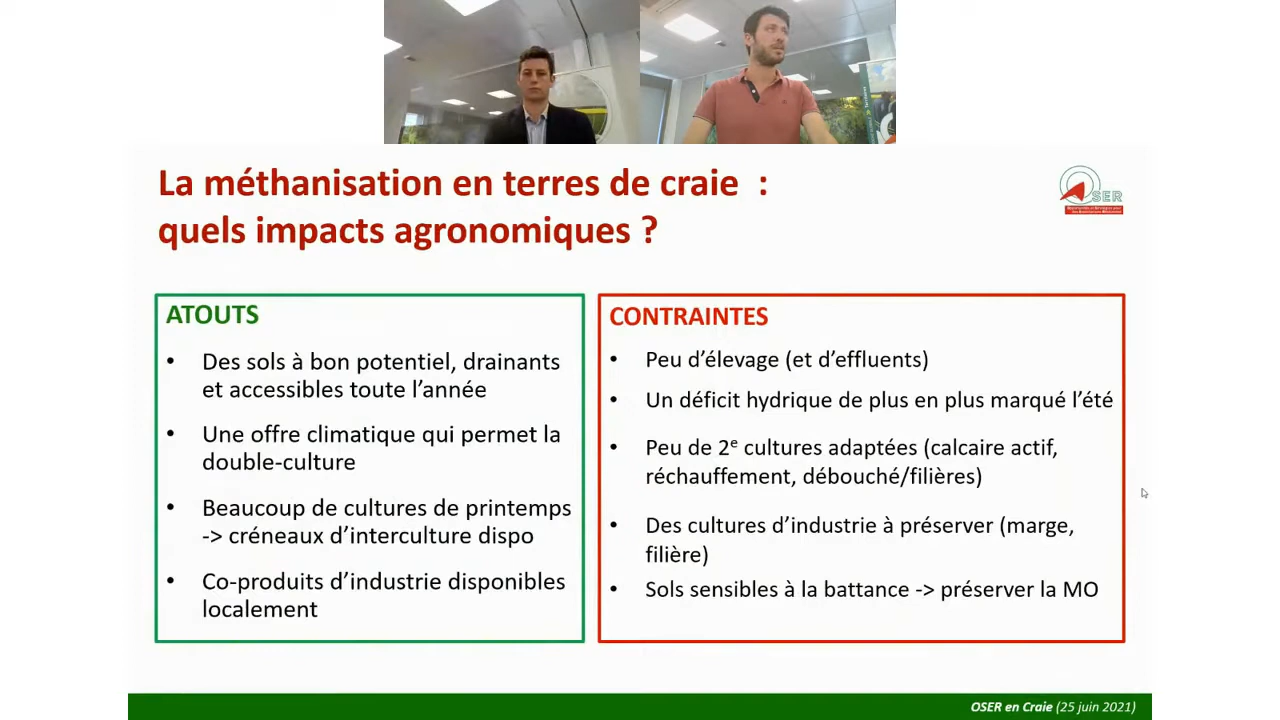 La méthanisation en terres de craie :
quels impacts agronomiques ?
OSER
ATOUTS
• Des sols à bon potentiel, drainants
et accessibles toute l’année
• Une offre climatique qui permet la
double-culture
• Beaucoup de cultures de printemps
-> créneaux d’interculture dispo
• Co-produits d’industrie disponibles
localement
CONTRAINTES
• Peu d’élevage (et d’effluents)
• Un déficit hydrique de plus en plus marqué l’été
• Peu de 2e cultures adaptées (calcaire actif,
réchauffement, débouché/filières)
• Des cultures d’industrie à préserver (marge,
filière)
• Sols sensibles à la battance -> préserver la MO
OSER en Craie (25 juin 2021)